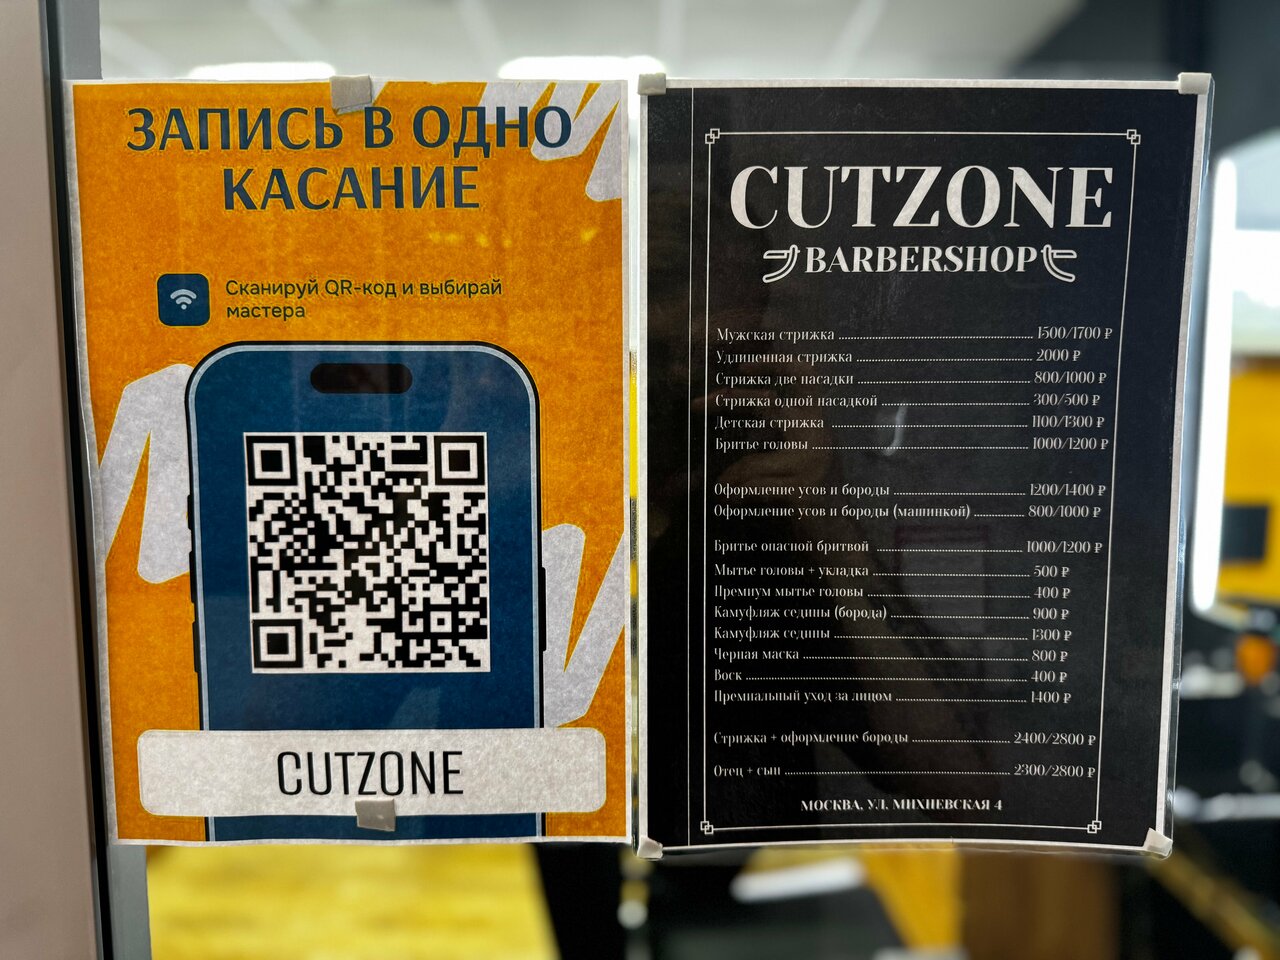 ЗАПИСЬ В ОДНО
КАСАНИЕ
Сканируй QR-код и выбирай
мастера
CUTZONE
CUTZONE
BARBERSHOP
Мужская стрижка 1500/1700 ₽
Удлиненная стрижка 2000 ₽
Стрижка две насадки 800/1000 ₽
Стрижка одной насадкой 300/500 ₽
Детская стрижка 1100/1300 ₽
Бритье головы 1000/1200 ₽
Оформление усов и бороды 1200/1400 ₽
Оформление усов и бороды (машинкой) 800/1000 ₽
Бритье опасной бритвой 1000/1200 ₽
Мытье головы + укладка 500 ₽
Премиум мытье головы 400 ₽
Камуфляж седины (борода) 900 ₽
Камуфляж седины 1300 ₽
Черная маска 800 ₽
Воск 400 ₽
Премиальный уход за лицом 1400 ₽
Стрижка + оформление бороды 2400/2800 ₽
Отец + сын 2300/2800 ₽
МОСКВА, УЛ. МИХНЕВСКАЯ 4